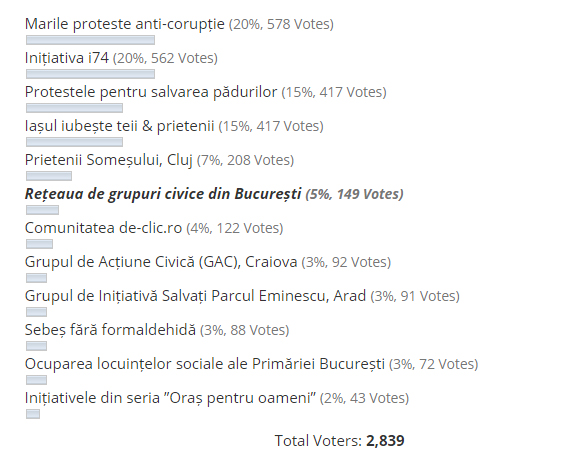 Marile proteste anti-corupție (20%, 578 Votes)
Inițiativa i74 (20%, 562 Votes)
Protestele pentru salvarea pădurilor (15%, 417 Votes)
Iașul iubește teii & prietenii (15%, 417 Votes)
Prietenii Someșului, Cluj (7%, 208 Votes)
Rețeaua de grupuri civice din București (5%, 149 Votes)
Comunitatea de-clic.ro (4%, 122 Votes)
Grupul de Acțiune Civică (GAC), Craiova (3%, 92 Votes)
Grupul de Inițiativă Salvați Parcul Eminescu, Arad (3%, 91 Votes)
Sebeș fără formaldehidă (3%, 88 Votes)
Ocuparea locuințelor sociale ale Primăriei București (3%, 72 Votes)
Inițiativele din seria ”Oraș pentru oameni” (2%, 43 Votes)
Total Voters: 2,839